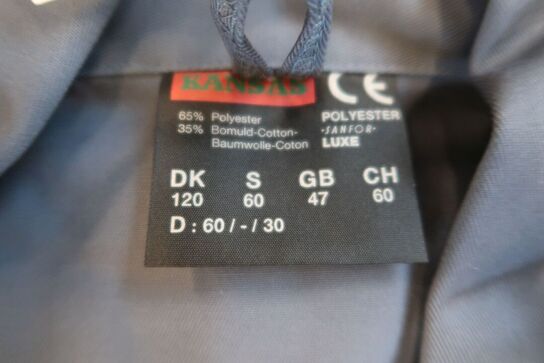 KANSAS CE
65% Polyester POLYESTER
35% Bomuld-Cotton- -SANFOR-
Baumwolle-Coton LUXE
DK S GB CH
120 60 47 60
D : 60 / - / 30